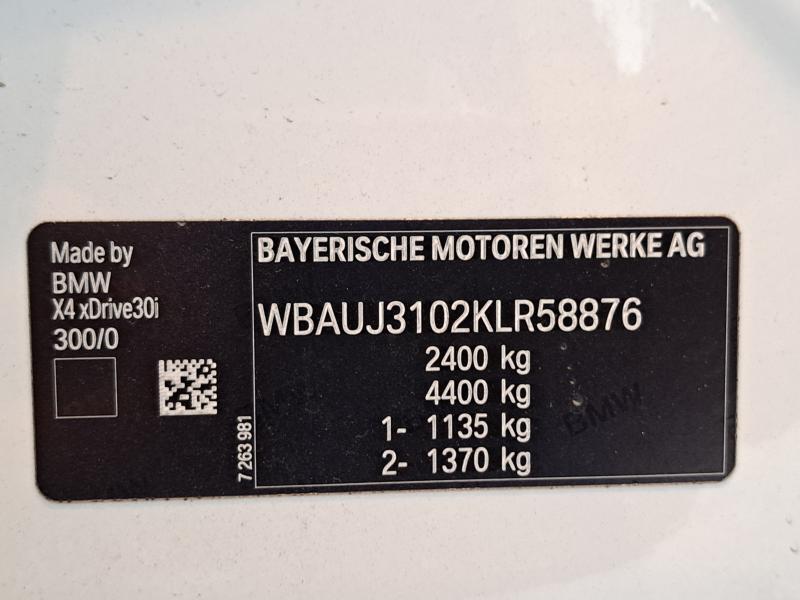 Made by
BMW
X4 xDrive30i
300/0
7 263 981
BAYERISCHE MOTOREN WERKE AG
WBAUJ3102KLR58876
2400 kg
4400 kg
1- 1135 kg
2- 1370 kg
BMW